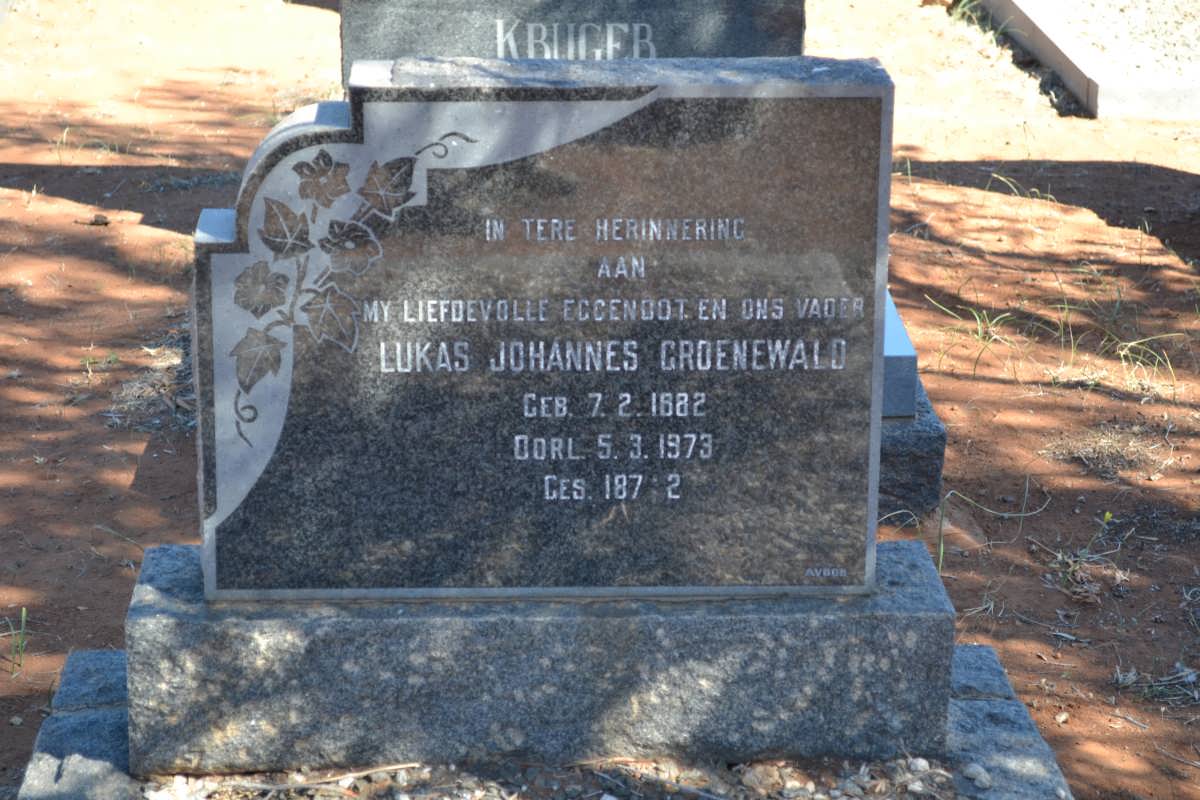 KRUGER
IN TERE HERINNERING
AAN
MY LIEFDEVOLLE EGGENOOT EN ONS VADER
LUKAS JOHANNES GROENEWALD
GEB. 7. 2. 1882
OORL. 5. 3. 1973
GES. 187 : 2
AVBOB